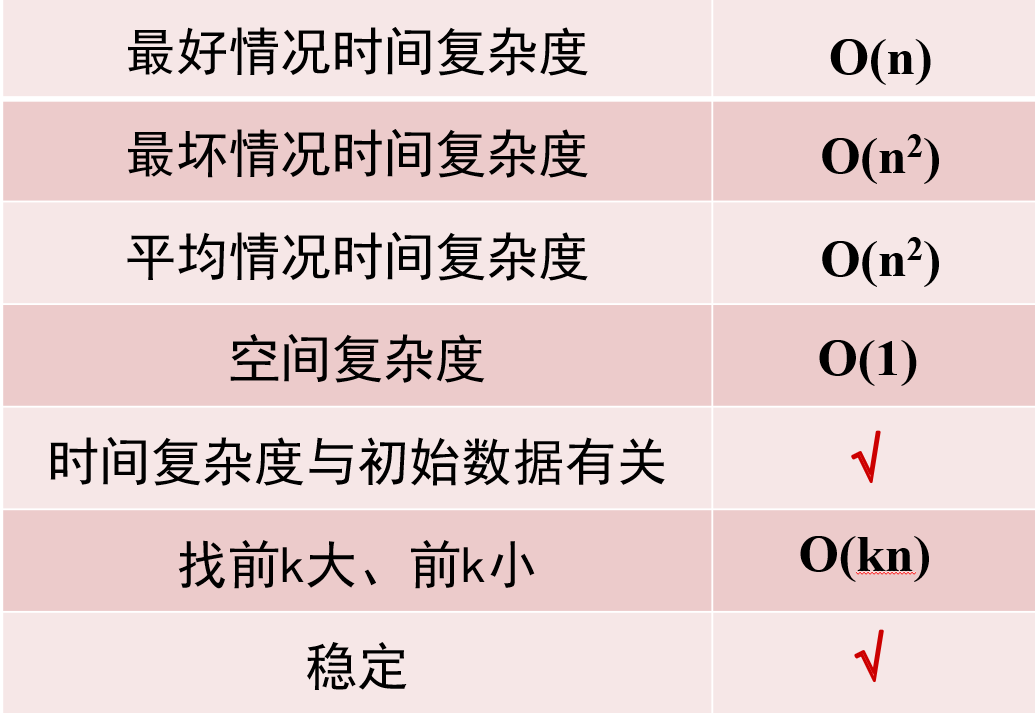 最好情况时间复杂度 O(n)
最坏情况时间复杂度 O(n²)
平均情况时间复杂度 O(n²)
空间复杂度 O(1)
时间复杂度与初始数据有关 √
找前k大、前k小 O(kn)
稳定 √